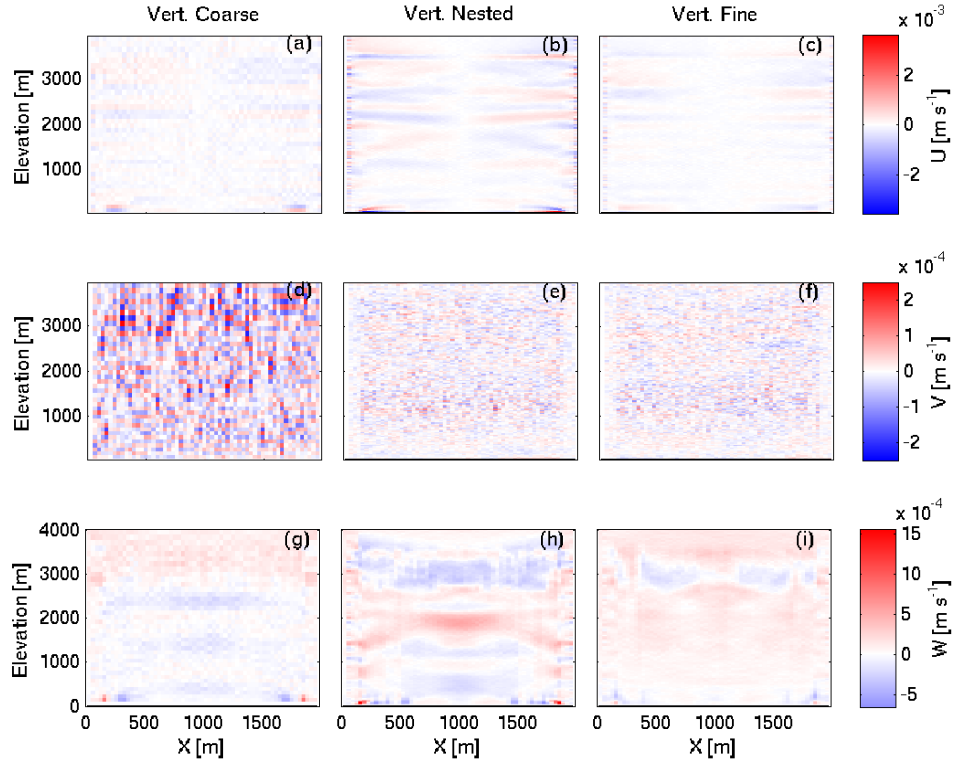 Vert. Coarse
Vert. Nested
Vert. Fine
x 10⁻³
(a)
(b)
(c)
3000
2000
1000
Elevation [m]
2
0
-2
U [m s⁻¹]
x 10⁻⁴
(d)
(e)
(f)
3000
2000
1000
Elevation [m]
2
1
0
-1
-2
V [m s⁻¹]
x 10⁻⁴
(g)
(h)
(i)
4000
3000
2000
1000
0
Elevation [m]
15
10
5
0
-5
W [m s⁻¹]
0 500 1000 1500
0 500 1000 1500
0 500 1000 1500
X [m]
X [m]
X [m]